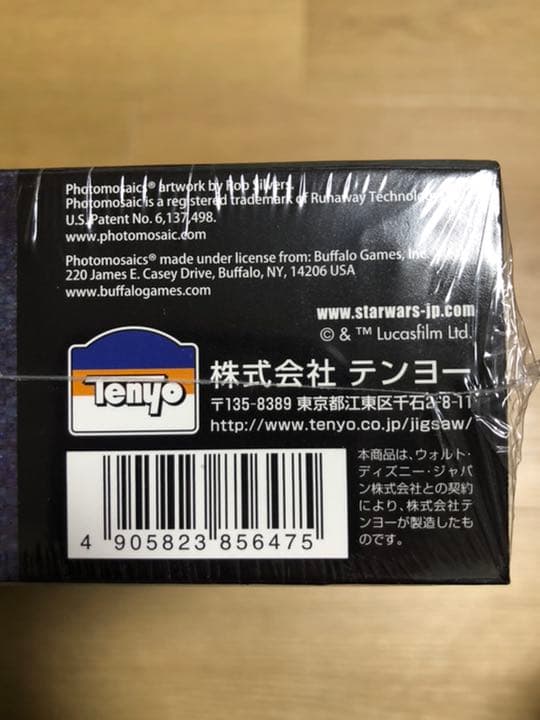 Photomosaics® artwork by Rob Silvers.
Photomosaic is a registered trademark of Runaway Technology
U.S. Patent No. 6,137,498.
www.photomosaic.com
Photomosaics® made under license from: Buffalo Games, Inc.
220 James E. Casey Drive, Buffalo, NY, 14206 USA
www.buffalogames.com
www.starwars-jp.com
© & ™ Lucasfilm Ltd.
Tenyo
株式会社 テンヨー
〒135-8389 東京都江東区千石2-8-11
http://www.tenyo.co.jp/jigsaw/
本商品は、ウォルト・
ディズニー・ジャパ
ン株式会社との契約
により、株式会社テ
ンヨーが製造したも
のです。
4 905823 856475